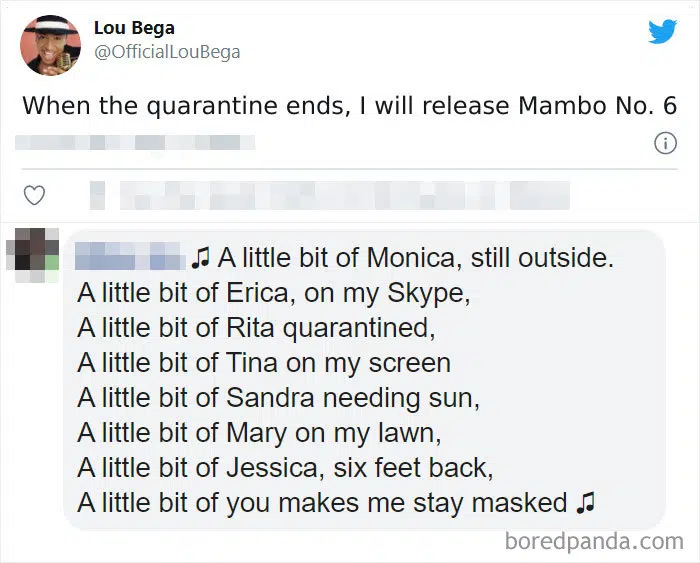 Lou Bega
@OfficialLouBega
When the quarantine ends, I will release Mambo No. 6
♫ A little bit of Monica, still outside.
A little bit of Erica, on my Skype,
A little bit of Rita quarantined,
A little bit of Tina on my screen
A little bit of Sandra needing sun,
A little bit of Mary on my lawn,
A little bit of Jessica, six feet back,
A little bit of you makes me stay masked ♫
boredpanda.com